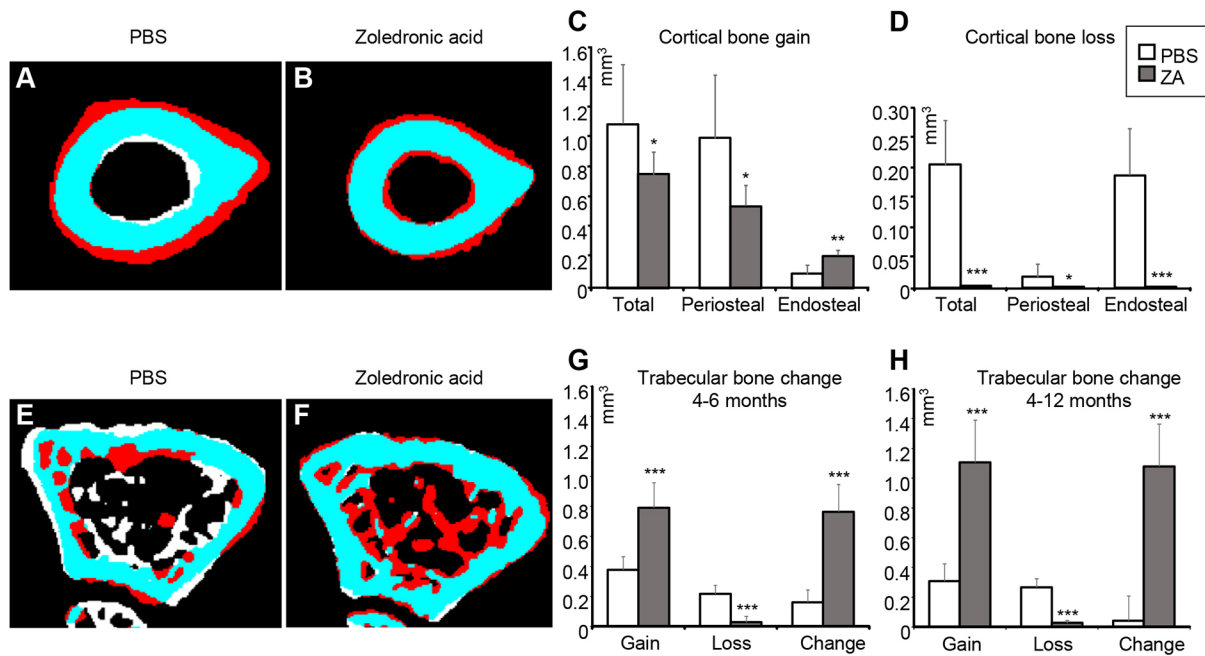 PBS
Zoledronic acid
A
B
C
Cortical bone gain
mm³
1.6
1.4
1.2
1.0
0.8
0.6
0.4
0.2
0
*
*
**
Total
Periosteal
Endosteal
D
Cortical bone loss
PBS
ZA
mm³
0.30
0.25
0.20
0.15
0.10
0.05
0
***
*
***
Total
Periosteal
Endosteal
PBS
Zoledronic acid
E
F
G
Trabecular bone change
4-6 months
mm³
1.6
1.4
1.2
1.0
0.8
0.6
0.4
0.2
0
***
***
***
Gain
Loss
Change
H
Trabecular bone change
4-12 months
mm³
1.6
1.4
1.2
1.0
0.8
0.6
0.4
0.2
0
***
***
***
Gain
Loss
Change